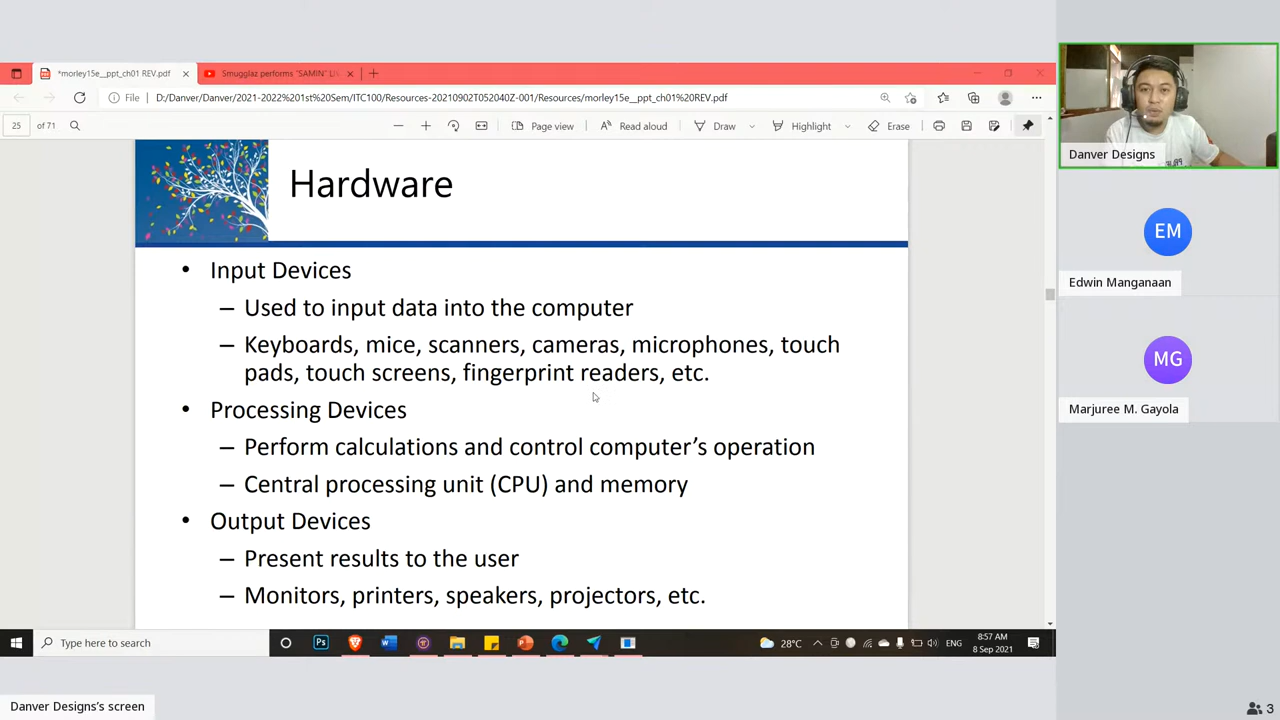 *morley15e__ppt_ch01 REV.pdf
Smugglaz performs "SAMIN" LIV
File
D:/Danver/Danver/2021-2022%201st%20Sem/ITC100/Resources-20210902T052040Z-001/Resources/morley15e__ppt_ch01%20REV.pdf
25 of 71
Page view
Read aloud
Draw
Highlight
Erase
Hardware
• Input Devices
– Used to input data into the computer
– Keyboards, mice, scanners, cameras, microphones, touch
pads, touch screens, fingerprint readers, etc.
• Processing Devices
– Perform calculations and control computer's operation
– Central processing unit (CPU) and memory
• Output Devices
– Present results to the user
– Monitors, printers, speakers, projectors, etc.
Type here to search
Ps
28°C
ENG
8:57 AM
8 Sep 2021
Danver Designs's screen
Danver Designs
EM
Edwin Manganaan
MG
Marjuree M. Gayola
3